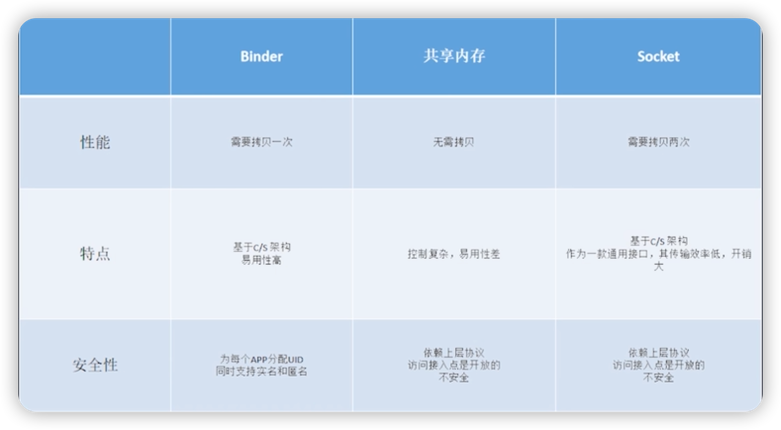 Binder
共享内存
Socket
性能
需要拷贝一次
无需拷贝
需要拷贝两次
特点
基于C/S 架构
易用性高
控制复杂，易用性差
基于C/S 架构
作为一款通用接口，其传输效率低，开销
大
安全性
为每个APP分配UID
同时支持实名和匿名
依赖上层协议
访问接入点是开放的
不安全
依赖上层协议
访问接入点是开放的
不安全